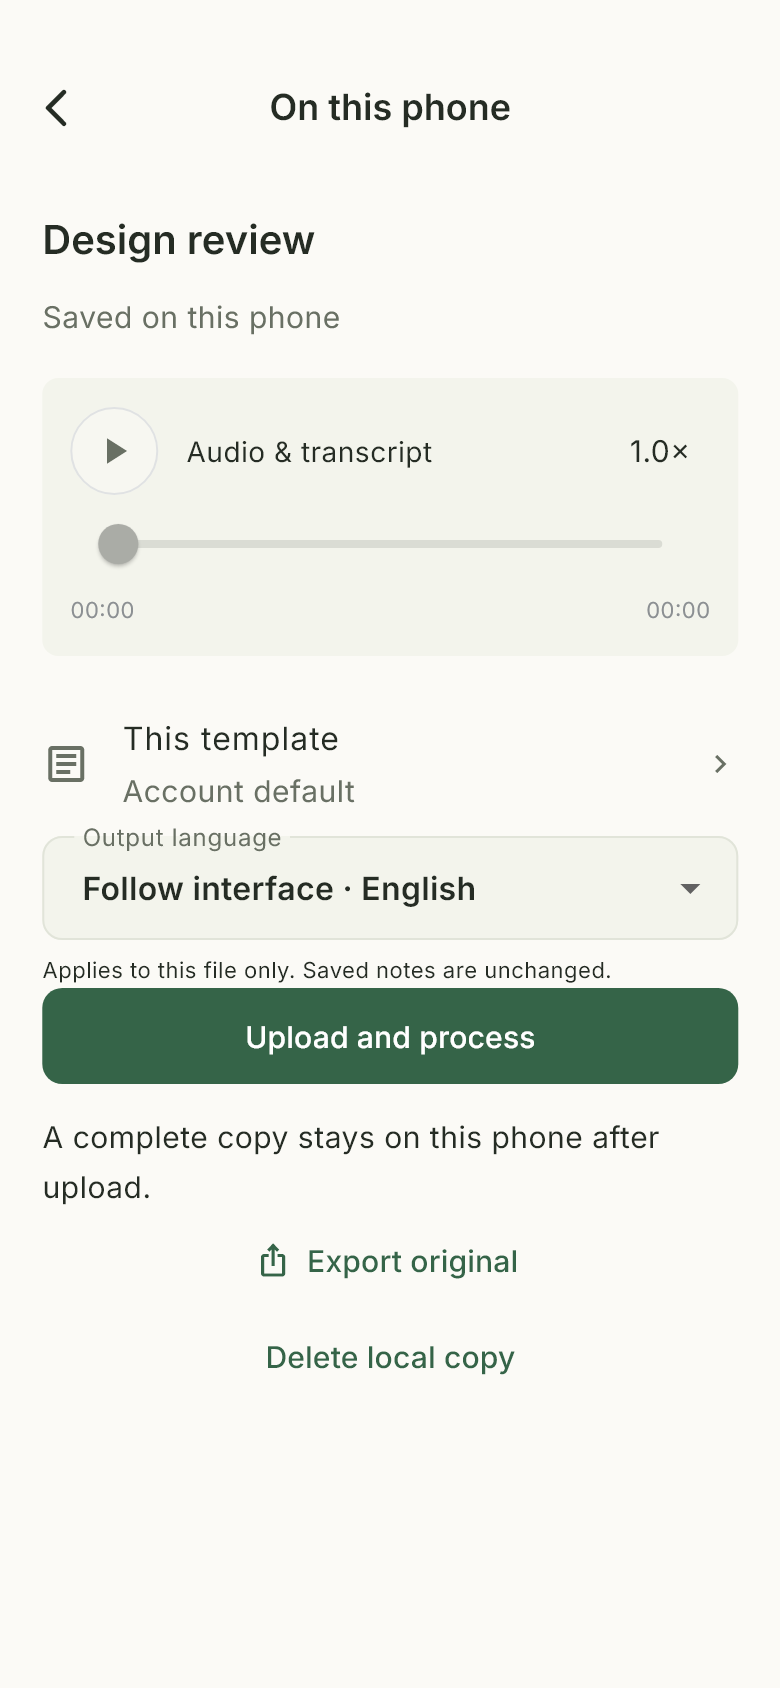 On this phone
Design review
Saved on this phone
Audio & transcript
1.0×
00:00
00:00
This template
Account default
Output language
Follow interface · English
Applies to this file only. Saved notes are unchanged.
Upload and process
A complete copy stays on this phone after
upload.
Export original
Delete local copy